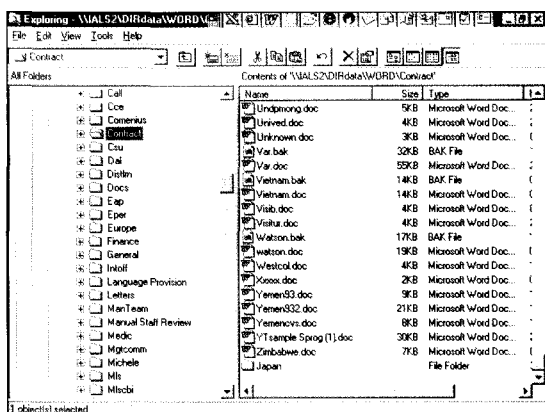 Exploring - \\IALS2\DIRdata\WORD\C
File Edit View Tools Help
Contract
All Folders
Contents of '\\IALS2\DIRdata\WORD\Contract'
Call
Cce
Comenius
Contract
Csu
Dai
Distlrn
Docs
Eap
Eper
Europe
Finance
General
Intoff
Language Provision
Letters
ManTeam
Manual Staff Review
Medic
Mgtcomm
Michele
Mls
Mlscbi
Name Size Type
Undpmong.doc 5KB Microsoft Word Doc...
Unived.doc 4KB Microsoft Word Doc...
Unknown.doc 3KB Microsoft Word Doc...
Var.bak 32KB BAK File
Var.doc 55KB Microsoft Word Doc...
Vietnam.bak 14KB BAK File
Vietnam.doc 14KB Microsoft Word Doc...
Visib.doc 4KB Microsoft Word Doc...
Visitur.doc 4KB Microsoft Word Doc...
Watson.bak 17KB BAK File
watson.doc 19KB Microsoft Word Doc...
Westcol.doc 4KB Microsoft Word Doc...
Xxxxx.doc 2KB Microsoft Word Doc...
Yemen93.doc 9KB Microsoft Word Doc...
Yemen932.doc 21KB Microsoft Word Doc...
Yemencvs.doc 8KB Microsoft Word Doc...
YTsample Sprog (1).doc 30KB Microsoft Word Doc...
Zimbabwe.doc 7KB Microsoft Word Doc...
Japan File Folder
1 object(s) selected